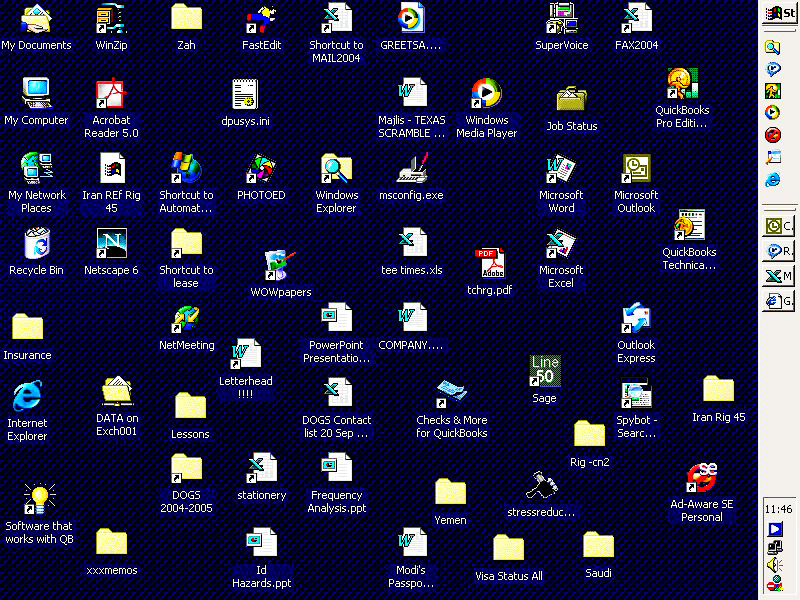 My Documents
WinZip
Zah
FastEdit
Shortcut to
MAIL2004
GREETSA....
SuperVoice
FAX2004
St
My Computer
Acrobat
Reader 5.0
dpusys.ini
Majlis - TEXAS
SCRAMBLE ...
Windows
Media Player
Job Status
QuickBooks
Pro Editi...
My Network
Places
Iran REf Rig
45
Shortcut to
Automat...
PHOTOED
Windows
Explorer
msconfig.exe
Microsoft
Word
Microsoft
Outlook
Recycle Bin
Netscape 6
Shortcut to
lease
WOWpapers
tee times.xls
PDF
Adobe
tchrg.pdf
Microsoft
Excel
QuickBooks
Technica...
C.
R.
M
G.
Insurance
NetMeeting
Letterhead
!!!!
PowerPoint
Presentatio...
COMPANY....
Line
50
Sage
Outlook
Express
Internet
Explorer
DATA on
Exch001
Lessons
DOGS Contact
list 20 Sep ...
Checks & More
for QuickBooks
Rig -cn2
Spybot -
Searc...
Iran Rig 45
Software that
works with QB
DOGS
2004-2005
stationery
Frequency
Analysis.ppt
Yemen
stressreduc...
SE
Ad-Aware SE
Personal
11:46
xxxmemos
Id
Hazards.ppt
Modi's
Passpo...
Visa Status All
Saudi